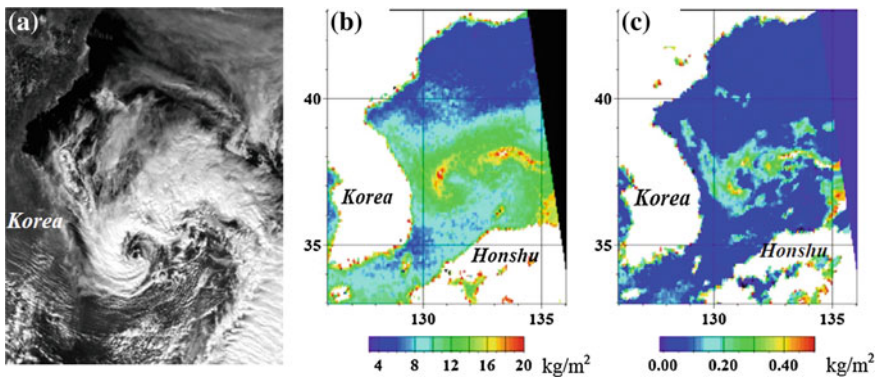 (a)
Korea
(b)
40
35
Korea
Honshu
130
135
4 8 12 16 20 kg/m²
(c)
40
35
Korea
Honshu
130
135
0.00 0.20 0.40 kg/m²